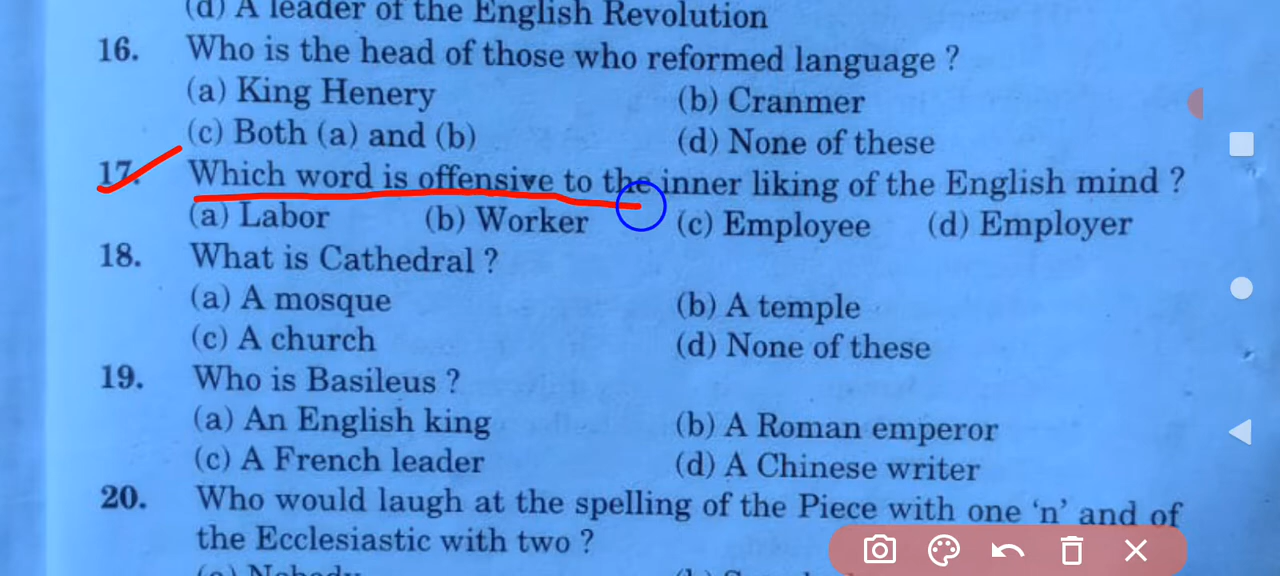 (d) A leader of the English Revolution
16. Who is the head of those who reformed language ?
(a) King Henery (b) Cranmer
(c) Both (a) and (b) (d) None of these
17. Which word is offensive to the inner liking of the English mind ?
(a) Labor (b) Worker (c) Employee (d) Employer
18. What is Cathedral ?
(a) A mosque (b) A temple
(c) A church (d) None of these
19. Who is Basileus ?
(a) An English king (b) A Roman emperor
(c) A French leader (d) A Chinese writer
20. Who would laugh at the spelling of the Piece with one 'n' and of
the Ecclesiastic with two ?
(a) Nobody